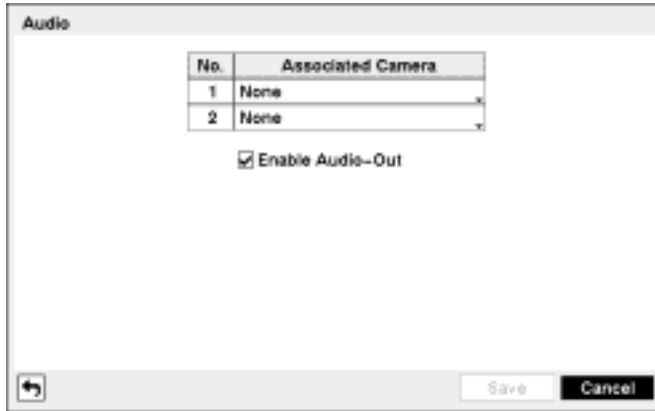 Audio
No. Associated Camera
1 None
2 None
Enable Audio-Out
Save Cancel